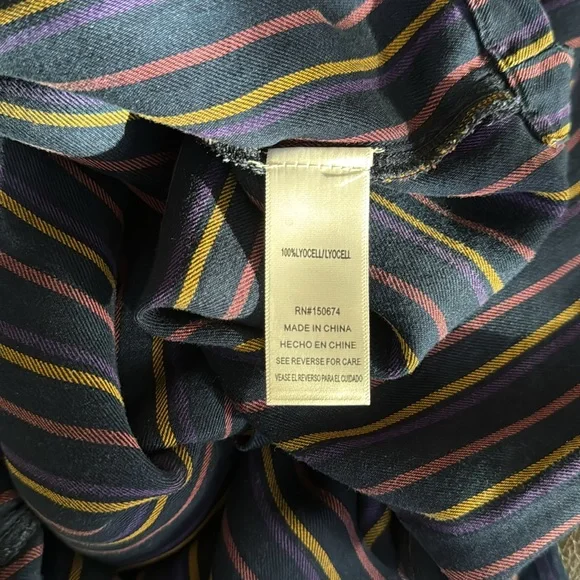 100%LYOCELL/LYOCELL
RN#150674
MADE IN CHINA
HECHO EN CHINE
SEE REVERSE FOR CARE
VEASE EL REVERSO PARA EL CUIDADO